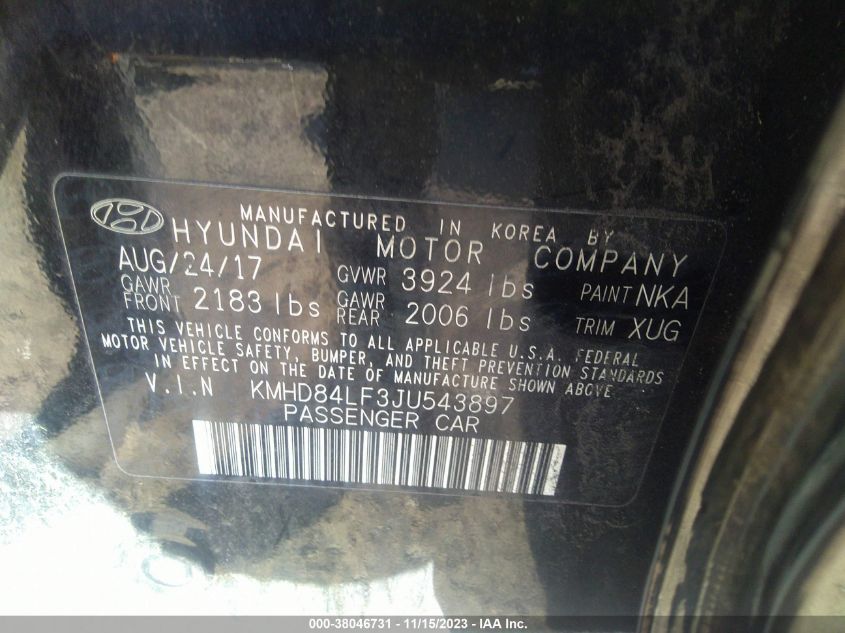 MANUFACTURED IN KOREA BY
HYUNDAI MOTOR COMPANY
AUG/24/17 GVWR 3924 lbs PAINT NKA
GAWR FRONT 2183 lbs GAWR REAR 2006 lbs TRIM XUG
THIS VEHICLE CONFORMS TO ALL APPLICABLE U.S.A. FEDERAL
MOTOR VEHICLE SAFETY, BUMPER, AND THEFT PREVENTION STANDARDS
IN EFFECT ON THE DATE OF MANUFACTURE SHOWN ABOVE
V.I.N KMHD84LF3JU543897
PASSENGER CAR
000-38046731 - 11/15/2023 - IAA Inc.